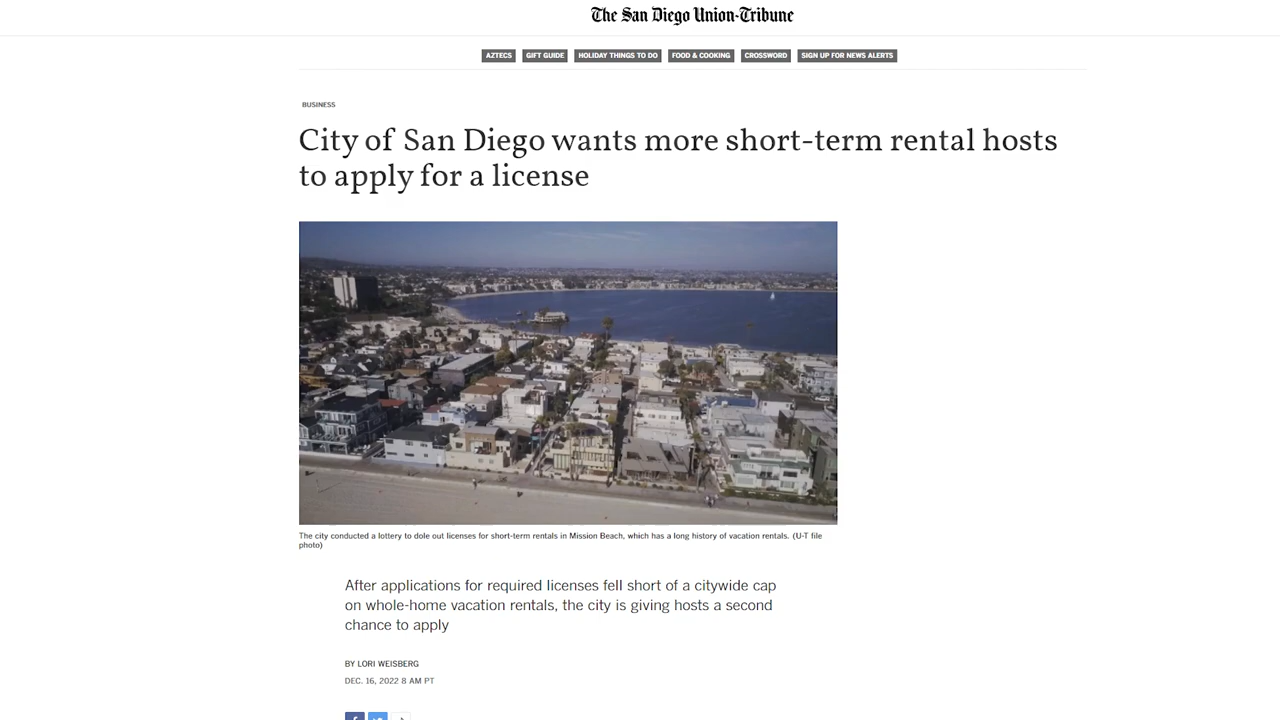 The San Diego Union-Tribune
AZTECS GIFT GUIDE HOLIDAY THINGS TO DO FOOD & COOKING CROSSWORD SIGN UP FOR NEWS ALERTS
BUSINESS
City of San Diego wants more short-term rental hosts
to apply for a license
The city conducted a lottery to dole out licenses for short-term rentals in Mission Beach, which has a long history of vacation rentals. (U-T file
photo)
After applications for required licenses fell short of a citywide cap
on whole-home vacation rentals, the city is giving hosts a second
chance to apply
BY LORI WEISBERG
DEC. 16, 2022 8 AM PT